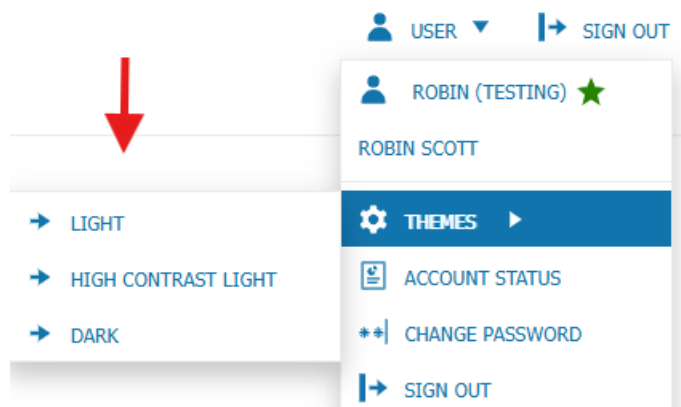 USER SIGN OUT
ROBIN (TESTING)
ROBIN SCOTT
THEMES
LIGHT
HIGH CONTRAST LIGHT
DARK
ACCOUNT STATUS
CHANGE PASSWORD
SIGN OUT